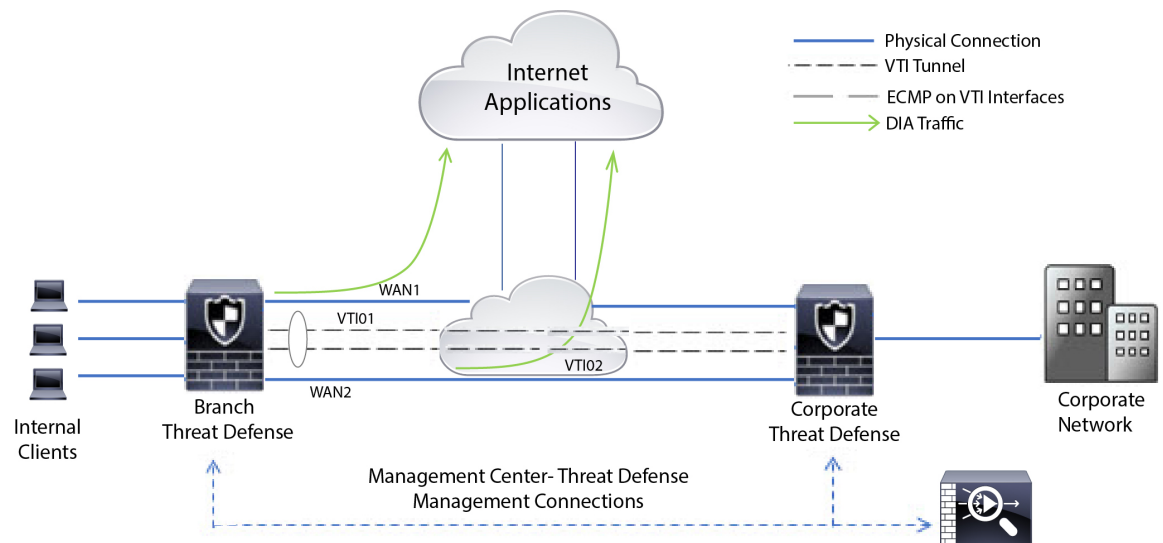 Internet
Applications
Physical Connection
VTI Tunnel
ECMP on VTI Interfaces
DIA Traffic
WAN1
VTI01
VTI02
WAN2
Internal
Clients
Branch
Threat Defense
Corporate
Threat Defense
Corporate
Network
Management Center- Threat Defense
Management Connections